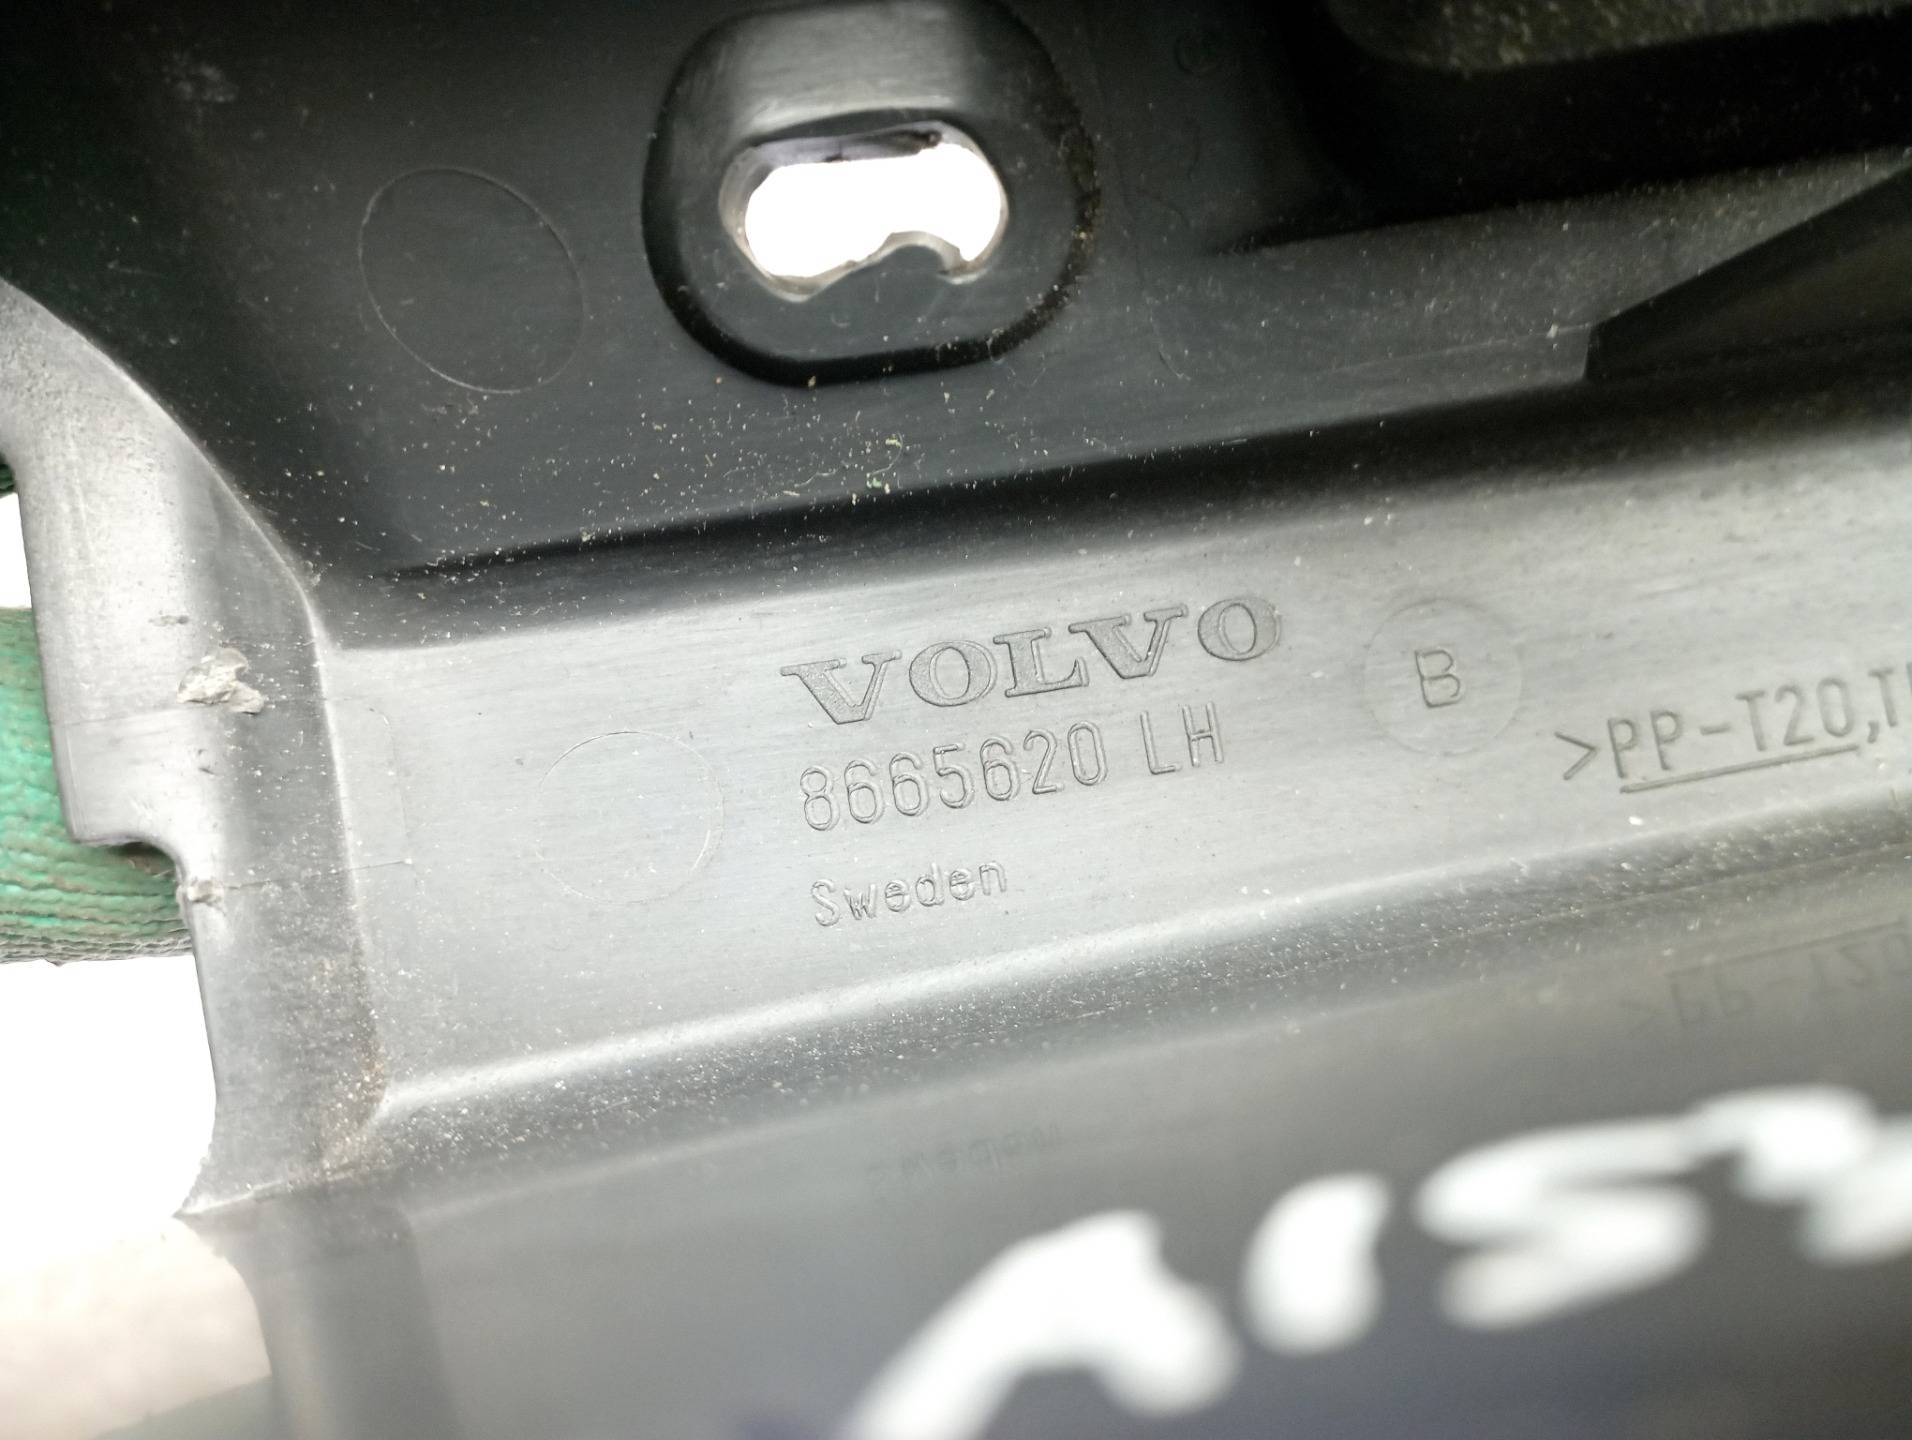 VOLVO
8665620 LH
Sweden
B
>PP-T20,